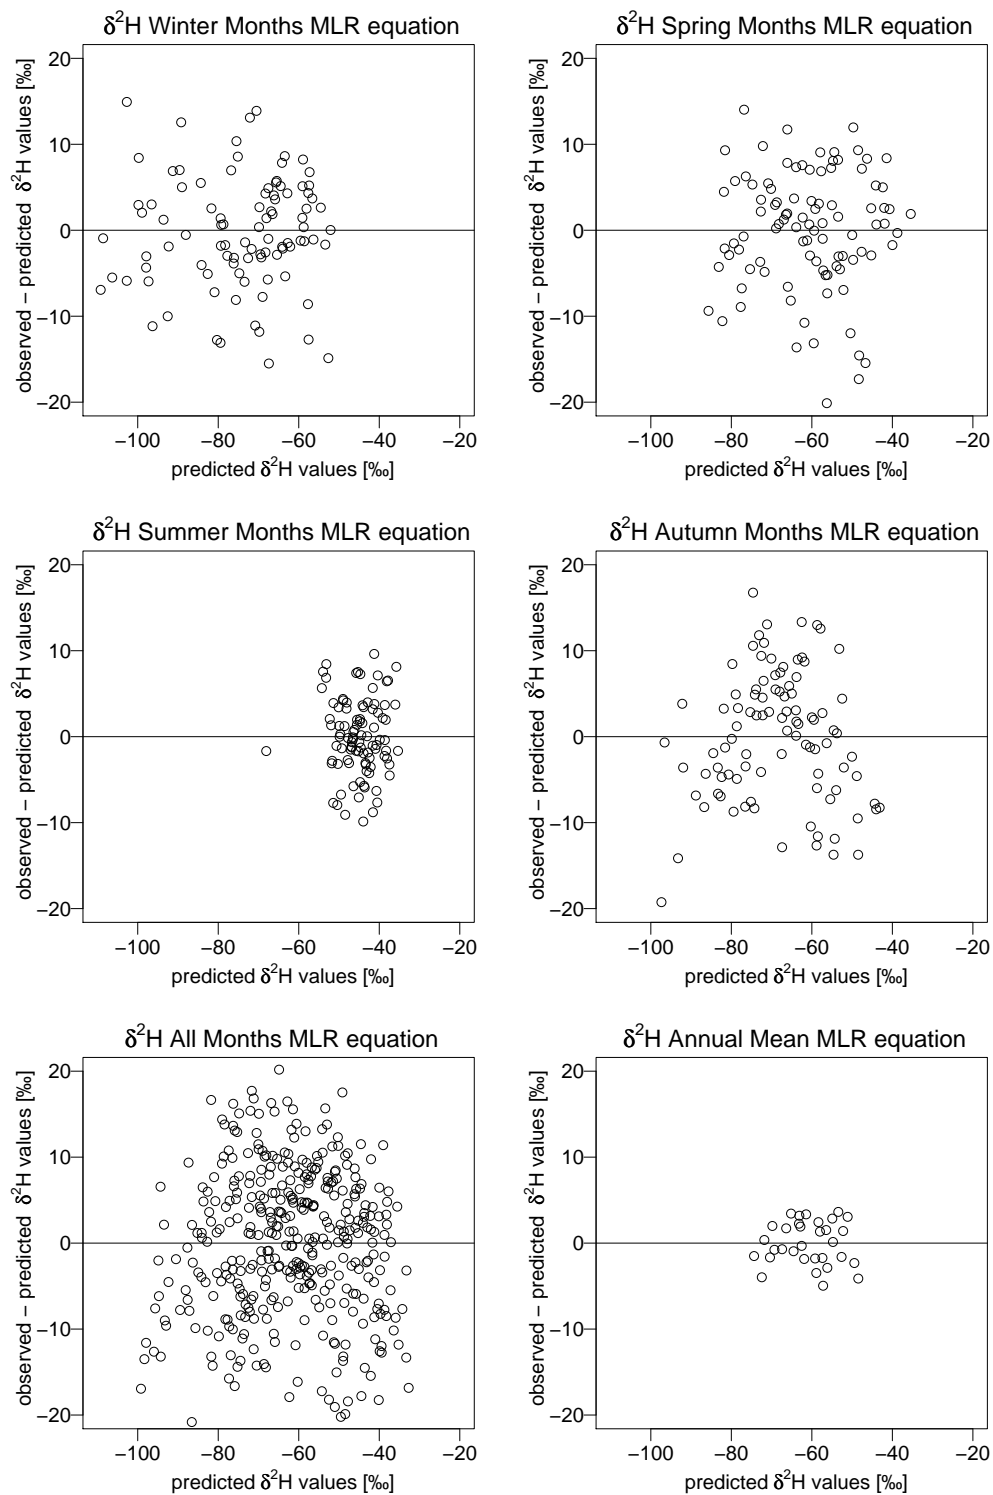 δ²H Winter Months MLR equation
observed − predicted δ²H values [‰]
20
10
0
−10
−20
−100 −80 −60 −40 −20
predicted δ²H values [‰]
δ²H Spring Months MLR equation
observed − predicted δ²H values [‰]
20
10
0
−10
−20
−100 −80 −60 −40 −20
predicted δ²H values [‰]
δ²H Summer Months MLR equation
observed − predicted δ²H values [‰]
20
10
0
−10
−20
−100 −80 −60 −40 −20
predicted δ²H values [‰]
δ²H Autumn Months MLR equation
observed − predicted δ²H values [‰]
20
10
0
−10
−20
−100 −80 −60 −40 −20
predicted δ²H values [‰]
δ²H All Months MLR equation
observed − predicted δ²H values [‰]
20
10
0
−10
−20
−100 −80 −60 −40 −20
predicted δ²H values [‰]
δ²H Annual Mean MLR equation
observed − predicted δ²H values [‰]
20
10
0
−10
−20
−100 −80 −60 −40 −20
predicted δ²H values [‰]